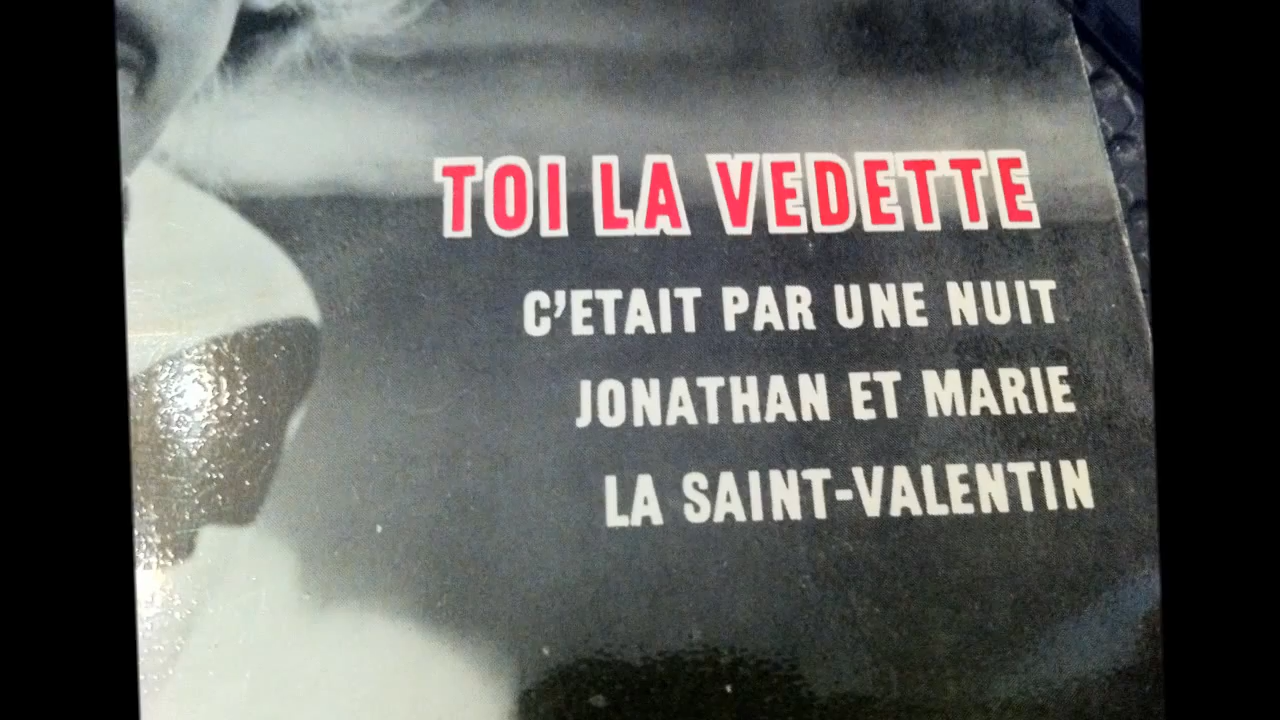 TOI LA VEDETTE
C'ETAIT PAR UNE NUIT
JONATHAN ET MARIE
LA SAINT-VALENTIN